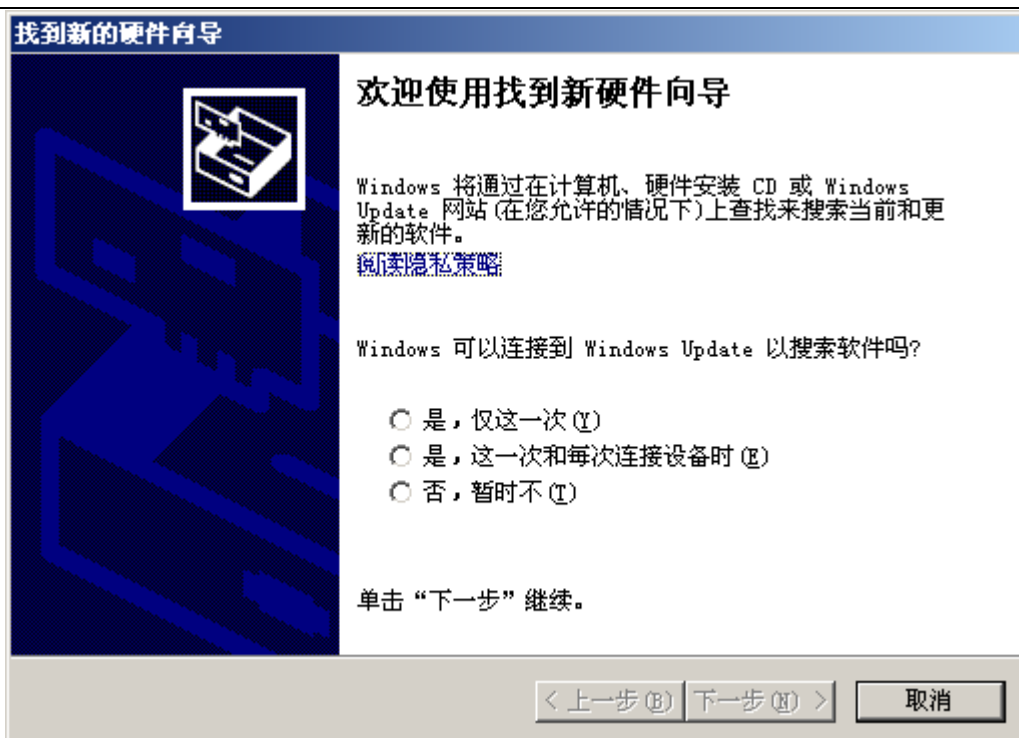 找到新的硬件向导
欢迎使用找到新硬件向导
Windows 将通过在计算机、硬件安装 CD 或 Windows
Update 网站(在您允许的情况下)上查找来搜索当前和更
新的软件。
阅读隐私策略
Windows 可以连接到 Windows Update 以搜索软件吗?
是，仅这一次(Y)
是，这一次和每次连接设备时(E)
否，暂时不(T)
单击“下一步”继续。
< 上一步(B) 下一步(N) > 取消